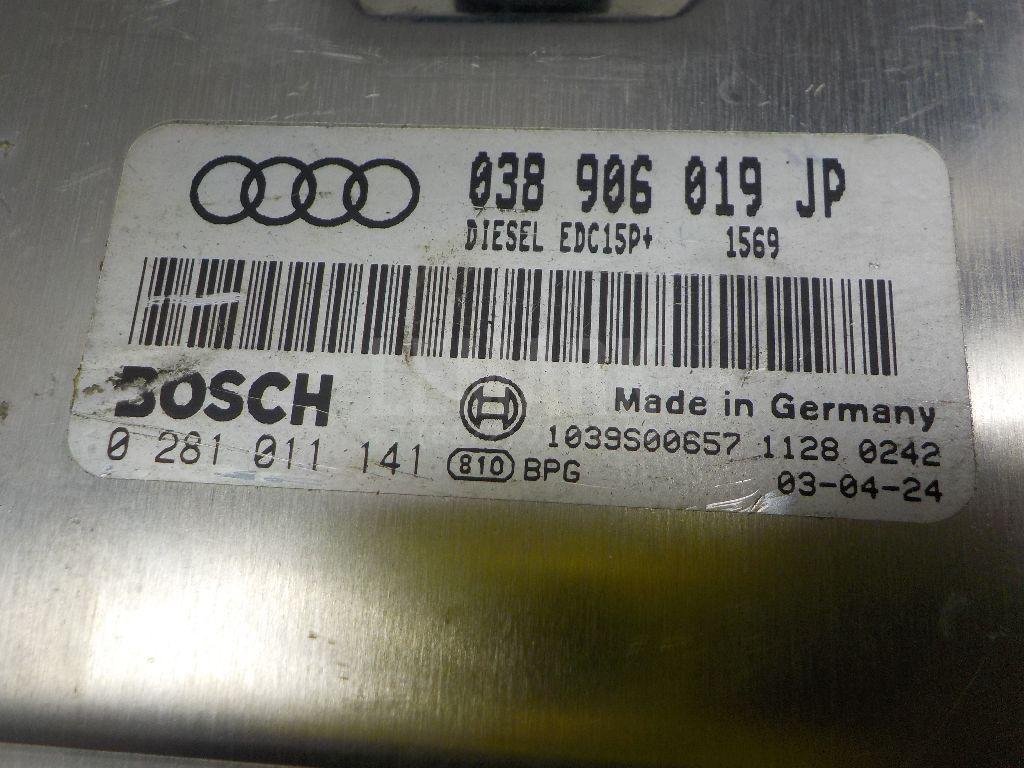 038 906 019 JP
DIESEL EDC15P+ 1569
BOSCH
Made in Germany
0 281 011 141 810 BPG
1039S00657 1128 0242
03-04-24